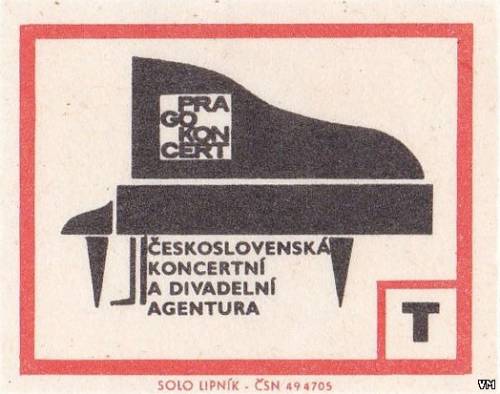 PRA
GO
KON
CERT
ČESKOSLOVENSKÁ
KONCERTNÍ
A DIVADELNÍ
AGENTURA
T
SOLO LIPNÍK - ČSN 49 4705
VM